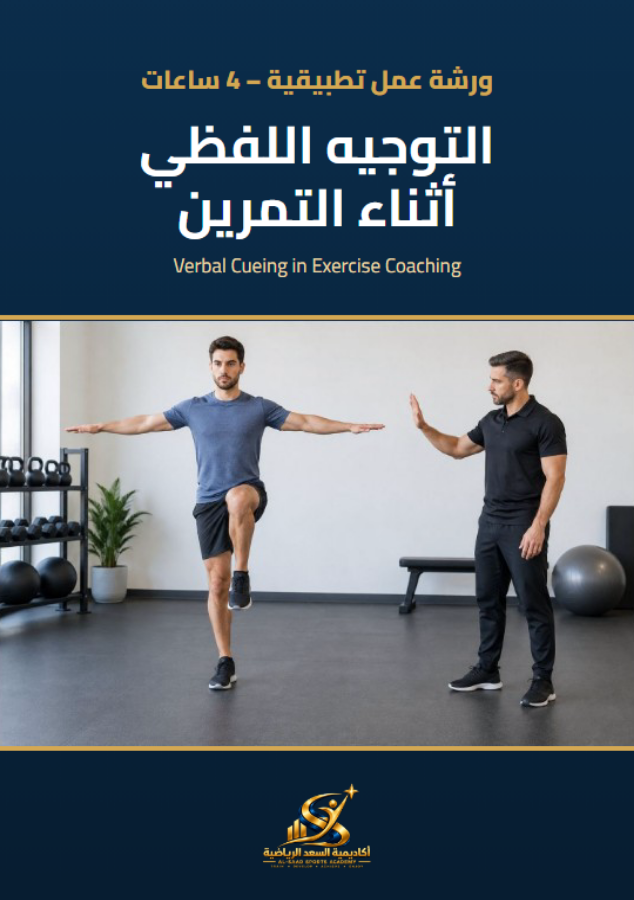 ورشة عمل تطبيقية – 4 ساعات
التوجيه اللفظي
أثناء التمرين
Verbal Cueing in Exercise Coaching
أكاديمية السعد الرياضية
AL-SAAD SPORTS ACADEMY